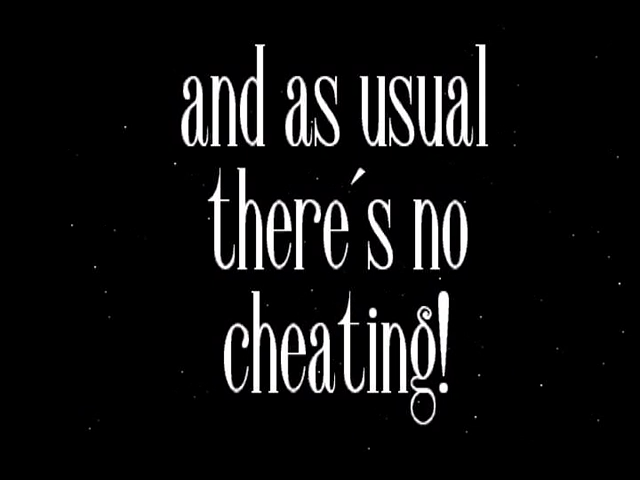 and as usual
there´s no
cheating!